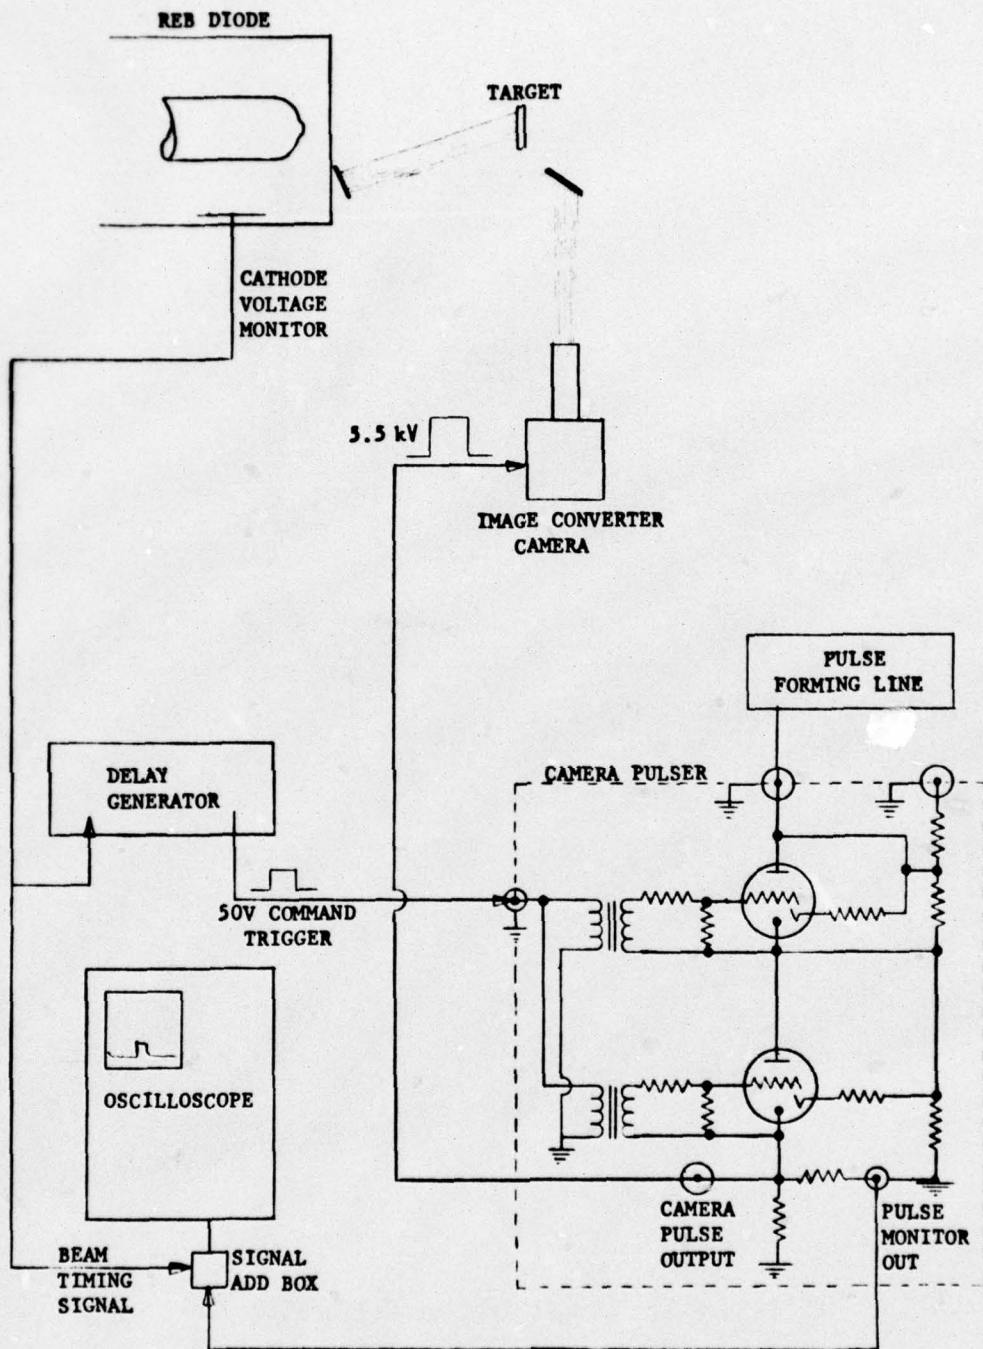 REB DIODE
TARGET
CATHODE
VOLTAGE
MONITOR
5.5 kV
IMAGE CONVERTER
CAMERA
PULSE
FORMING LINE
DELAY
GENERATOR
CAMERA PULSER
50V COMMAND
TRIGGER
OSCILLOSCOPE
CAMERA
PULSE
OUTPUT
PULSE
MONITOR
OUT
BEAM
TIMING
SIGNAL
SIGNAL
ADD BOX